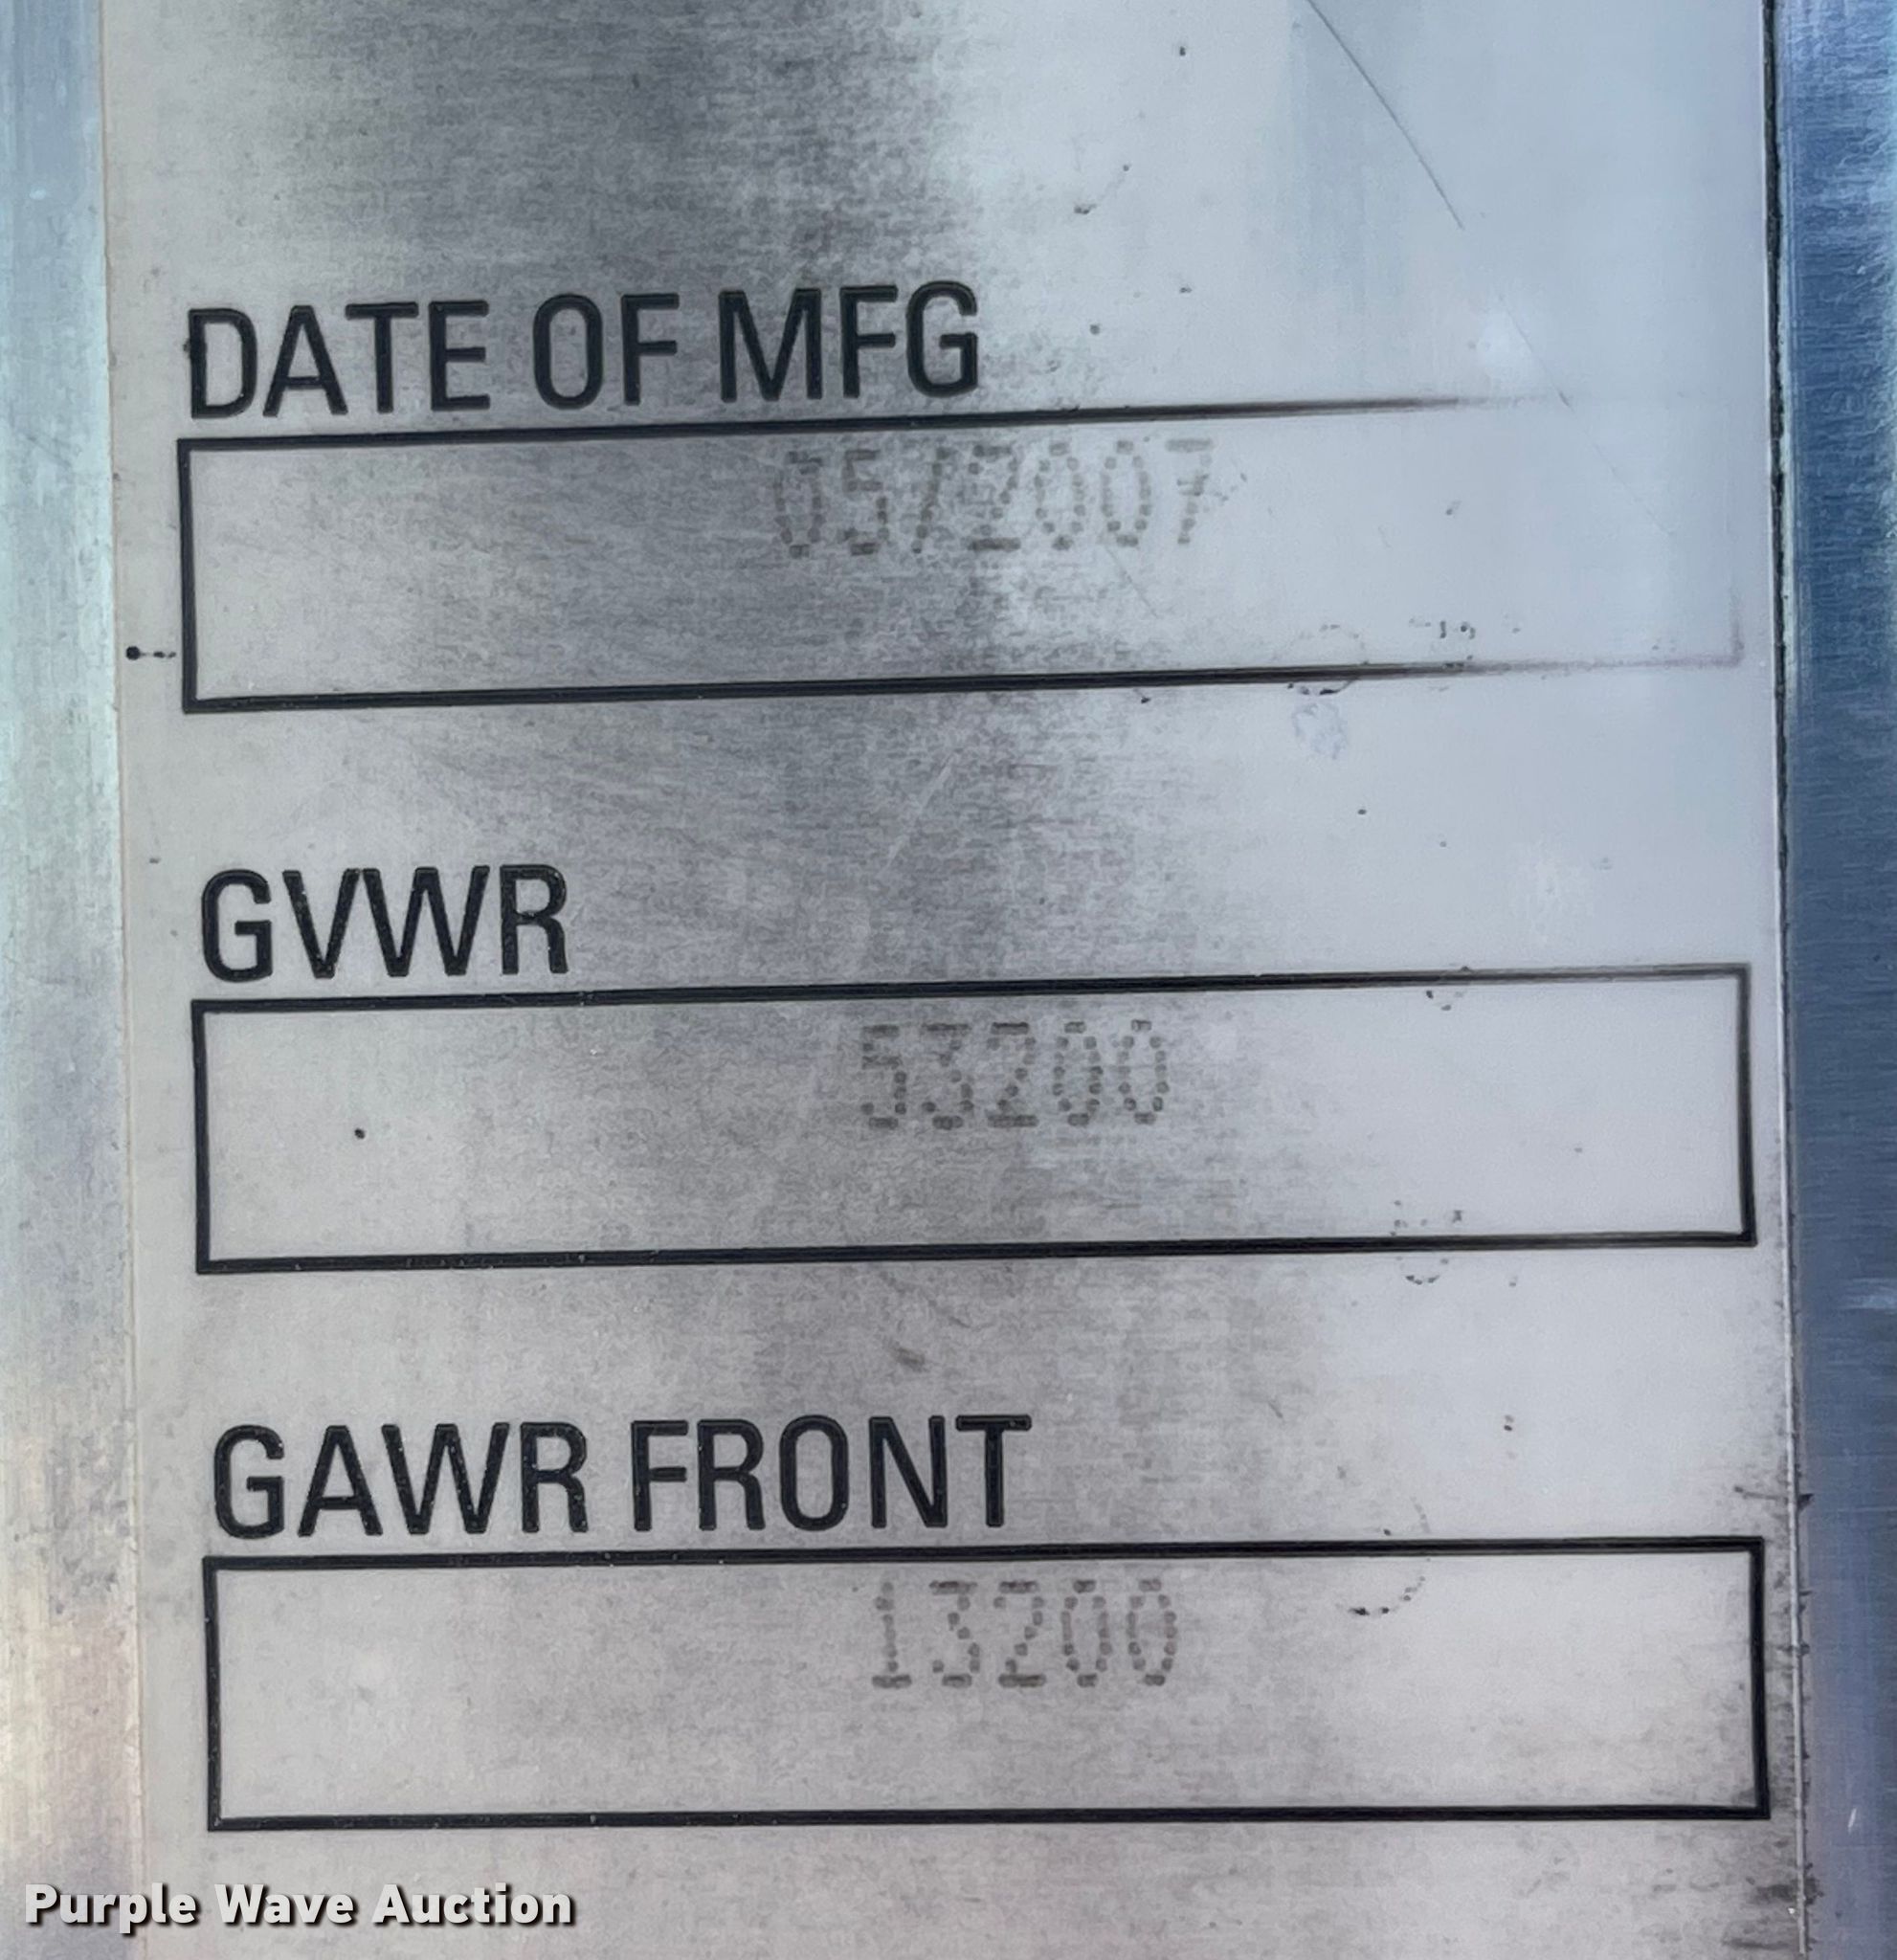 DATE OF MFG
05/2007
GVWR
53200
GAWR FRONT
13200
Purple Wave Auction